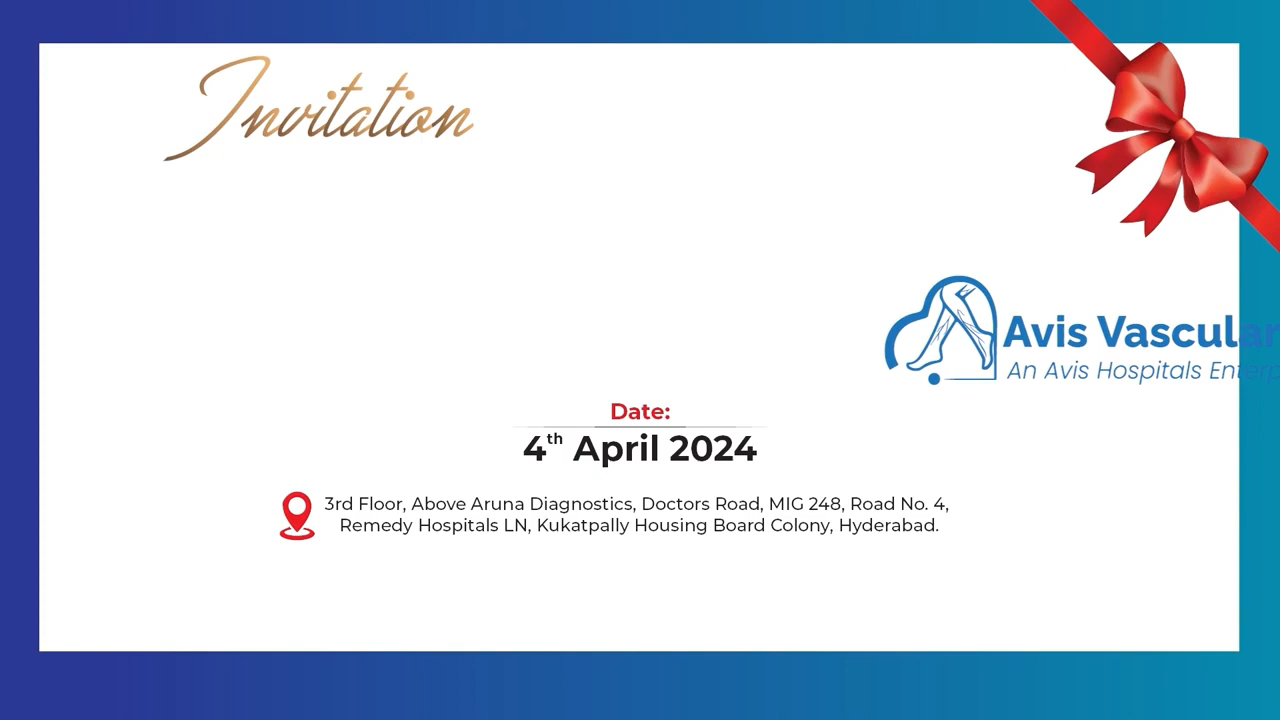 Invitation
Avis Vascular
An Avis Hospitals
Date:
4th April 2024
3rd Floor, Above Aruna Diagnostics, Doctors Road, MIG 248, Road No. 4,
Remedy Hospitals LN, Kukatpally Housing Board Colony, Hyderabad.